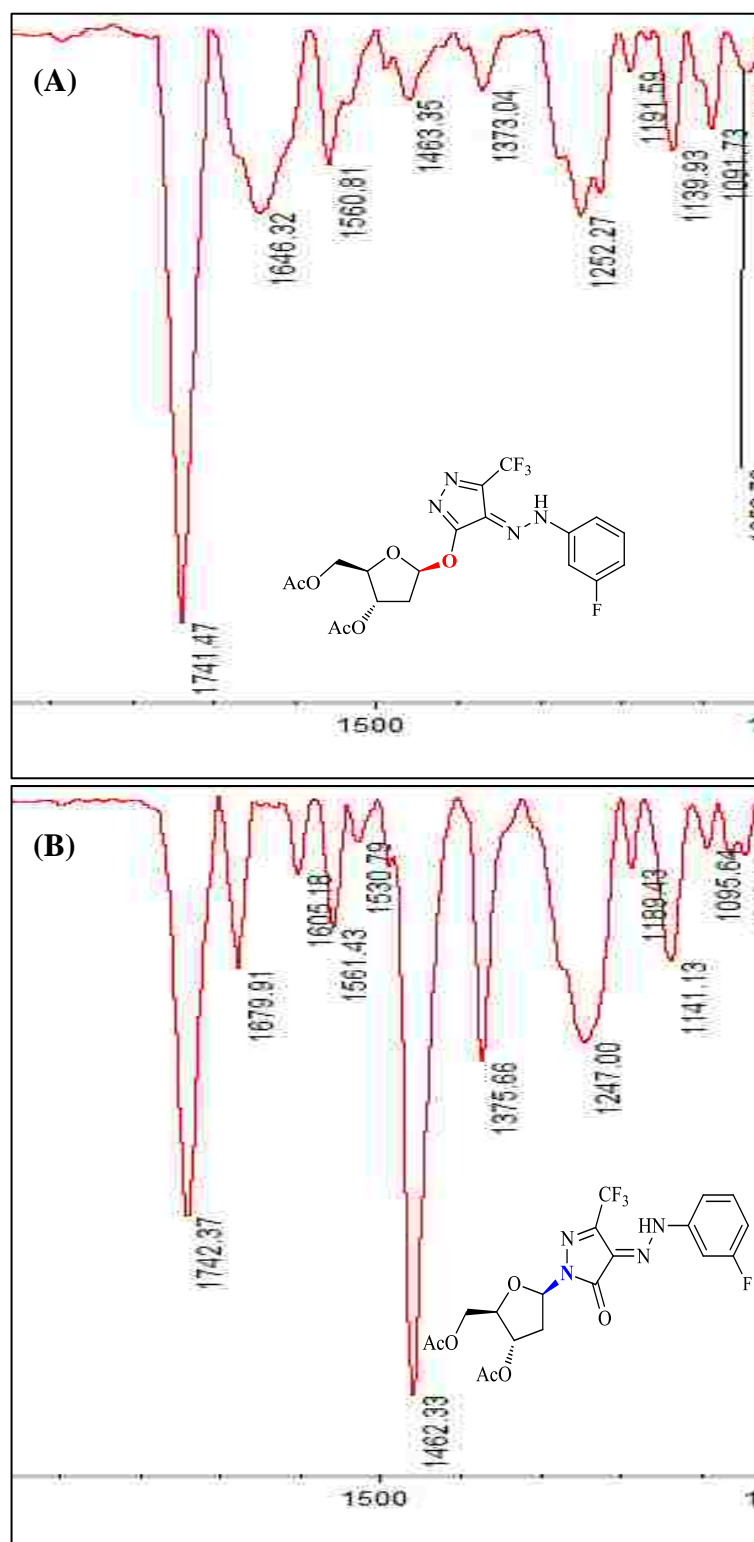 (A)
1741.47
1646.32
1560.81
1463.35
1373.04
1252.27
1191.59
1139.93
1091.73
CF3
N
N
H
N
N
O
O
F
AcO
AcO
1500
(B)
1742.37
1679.91
1605.18
1561.43
1530.79
1462.33
1375.66
1247.00
1189.43
1141.13
1095.64
CF3
HN
N
N
N
O
O
F
AcO
AcO
1500